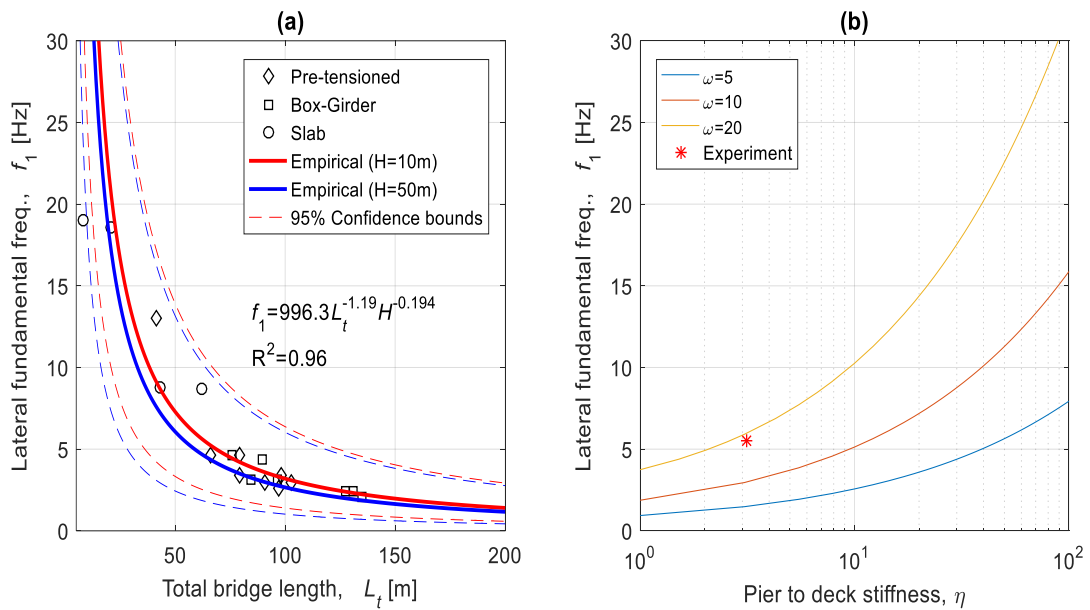 (a)
30
25
20
15
10
5
0
Lateral fundamental freq., f1 [Hz]
Pre-tensioned
Box-Girder
Slab
Empirical (H=10m)
Empirical (H=50m)
95% Confidence bounds
f1=996.3Lt^-1.19H^-0.194
R^2=0.96
50
100
150
200
Total bridge length, Lt [m]
(b)
30
25
20
15
10
5
0
Lateral fundamental freq., f1 [Hz]
ω=5
ω=10
ω=20
Experiment
10^0
10^1
10^2
Pier to deck stiffness, η